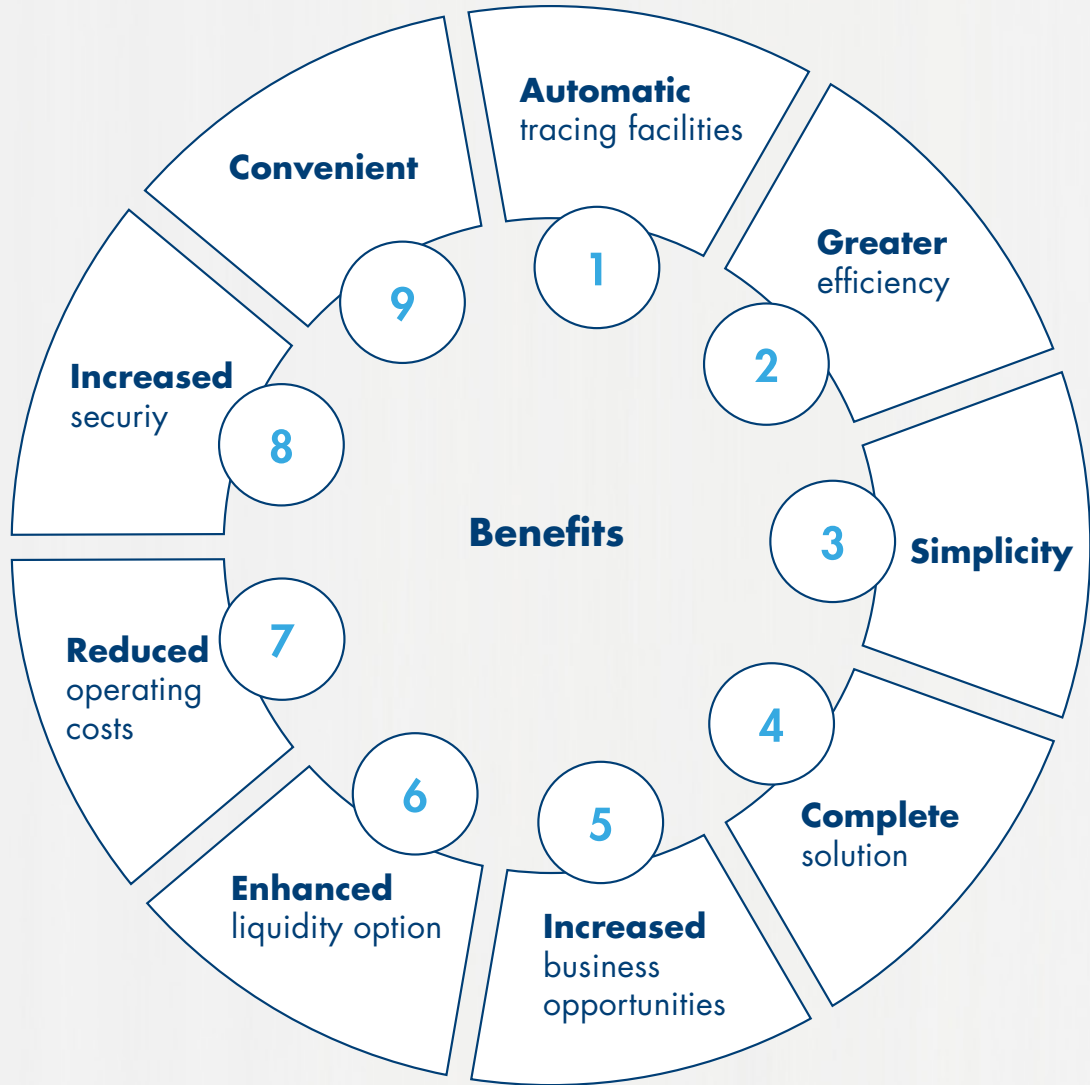 Benefits
1
Automatic
tracing facilities
2
Greater
efficiency
3
Simplicity
4
Complete
solution
5
Increased
business
opportunities
6
Enhanced
liquidity option
7
Reduced
operating
costs
8
Increased
securiy
9
Convenient